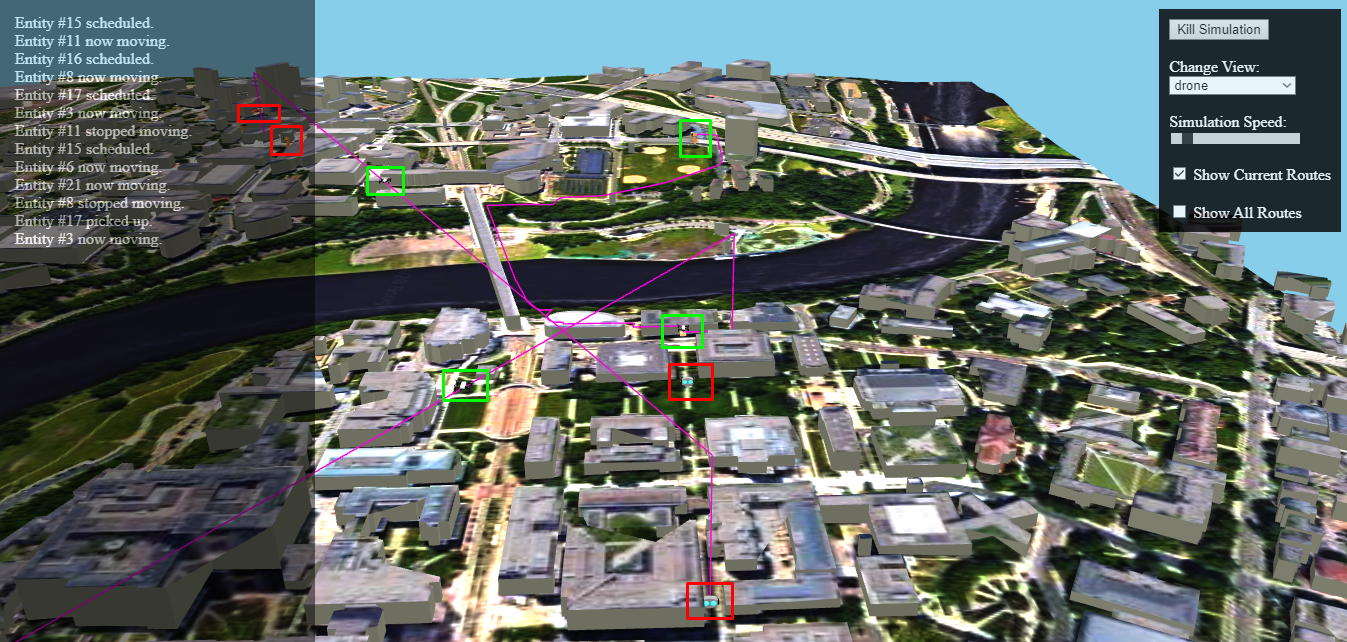 Entity #15 scheduled.
Entity #11 now moving.
Entity #16 scheduled.
Entity #8 now moving.
Entity #17 scheduled.
Entity #3 now moving.
Entity #11 stopped moving.
Entity #15 scheduled.
Entity #6 now moving.
Entity #21 now moving.
Entity #8 stopped moving.
Entity #17 picked up.
Entity #3 now moving.
Kill Simulation
Change View:
drone
Simulation Speed:
Show Current Routes
Show All Routes